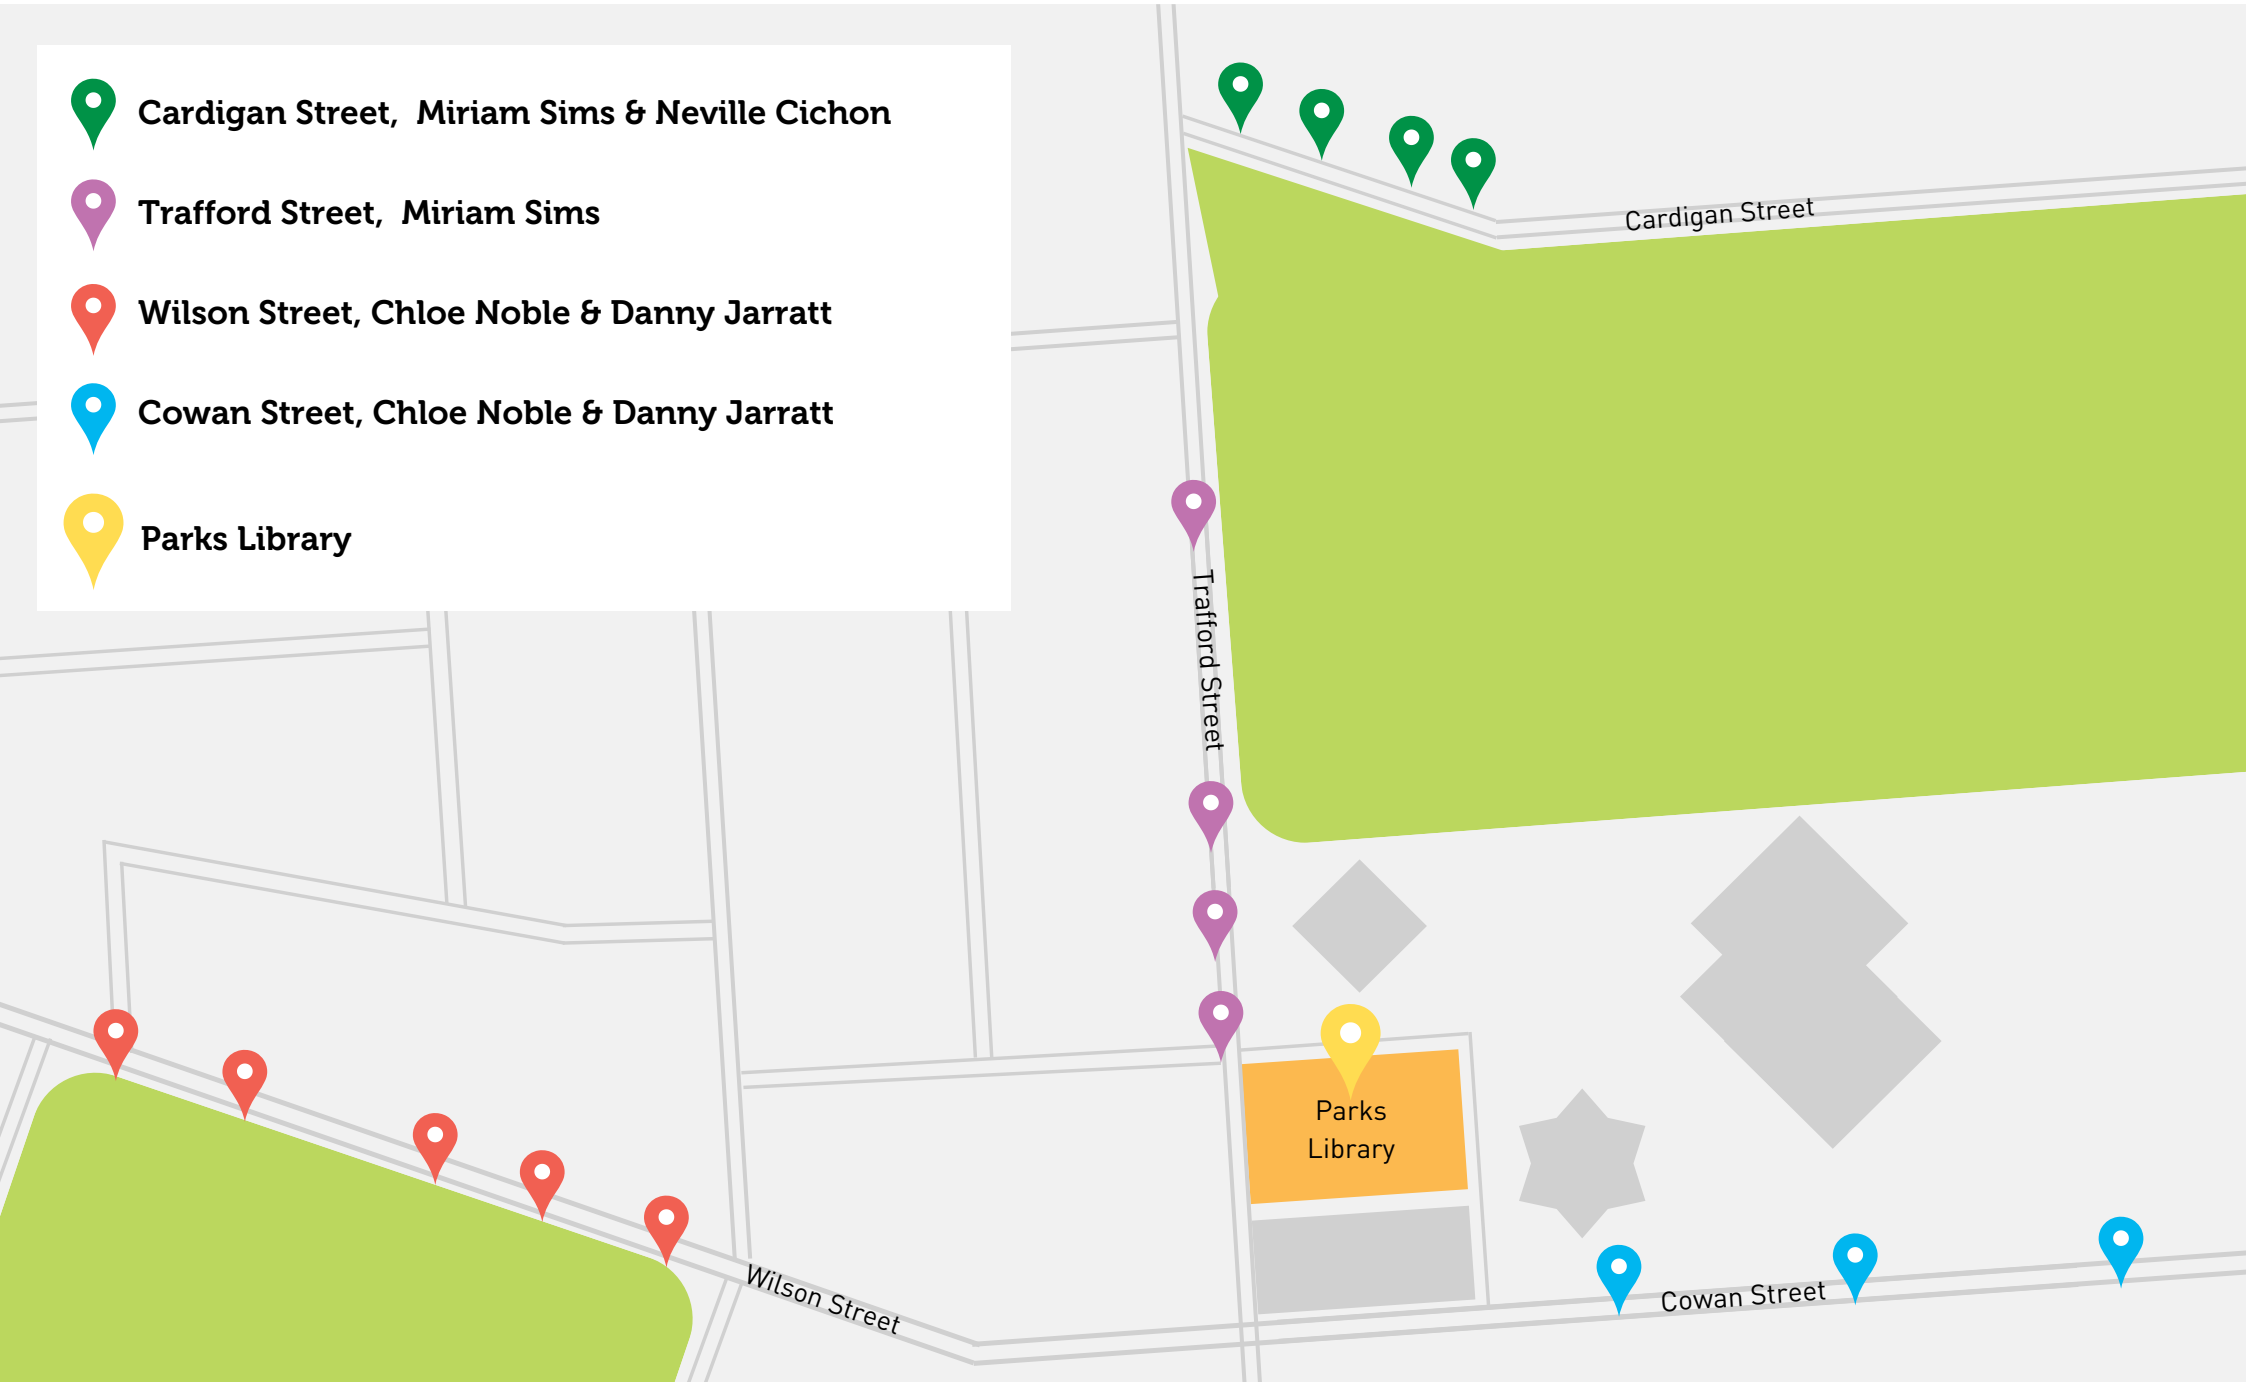 Cardigan Street,  Miriam Sims & Neville Cichon
Trafford Street,  Miriam Sims
Wilson Street, Chloe Noble & Danny Jarratt
Cowan Street, Chloe Noble & Danny Jarratt
Parks Library
Cardigan Street
Trafford Street
Parks
Library
Wilson Street
Cowan Street